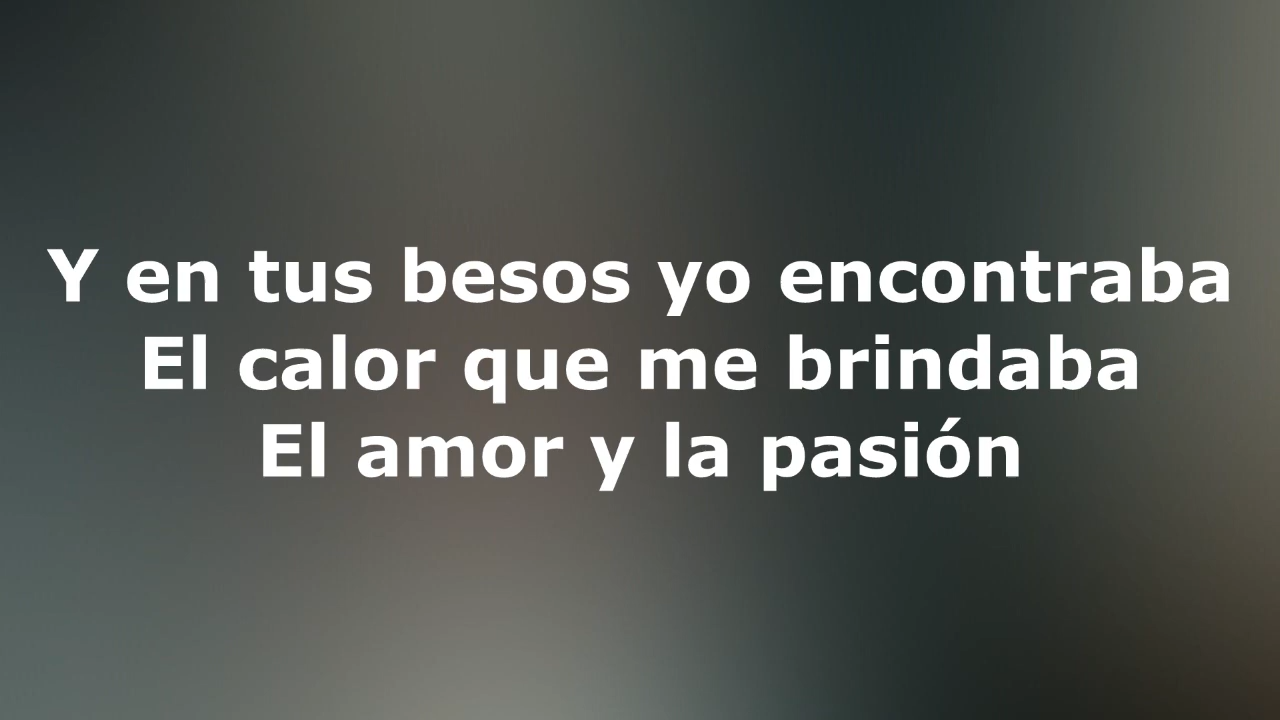 Y en tus besos yo encontraba
El calor que me brindaba
El amor y la pasión